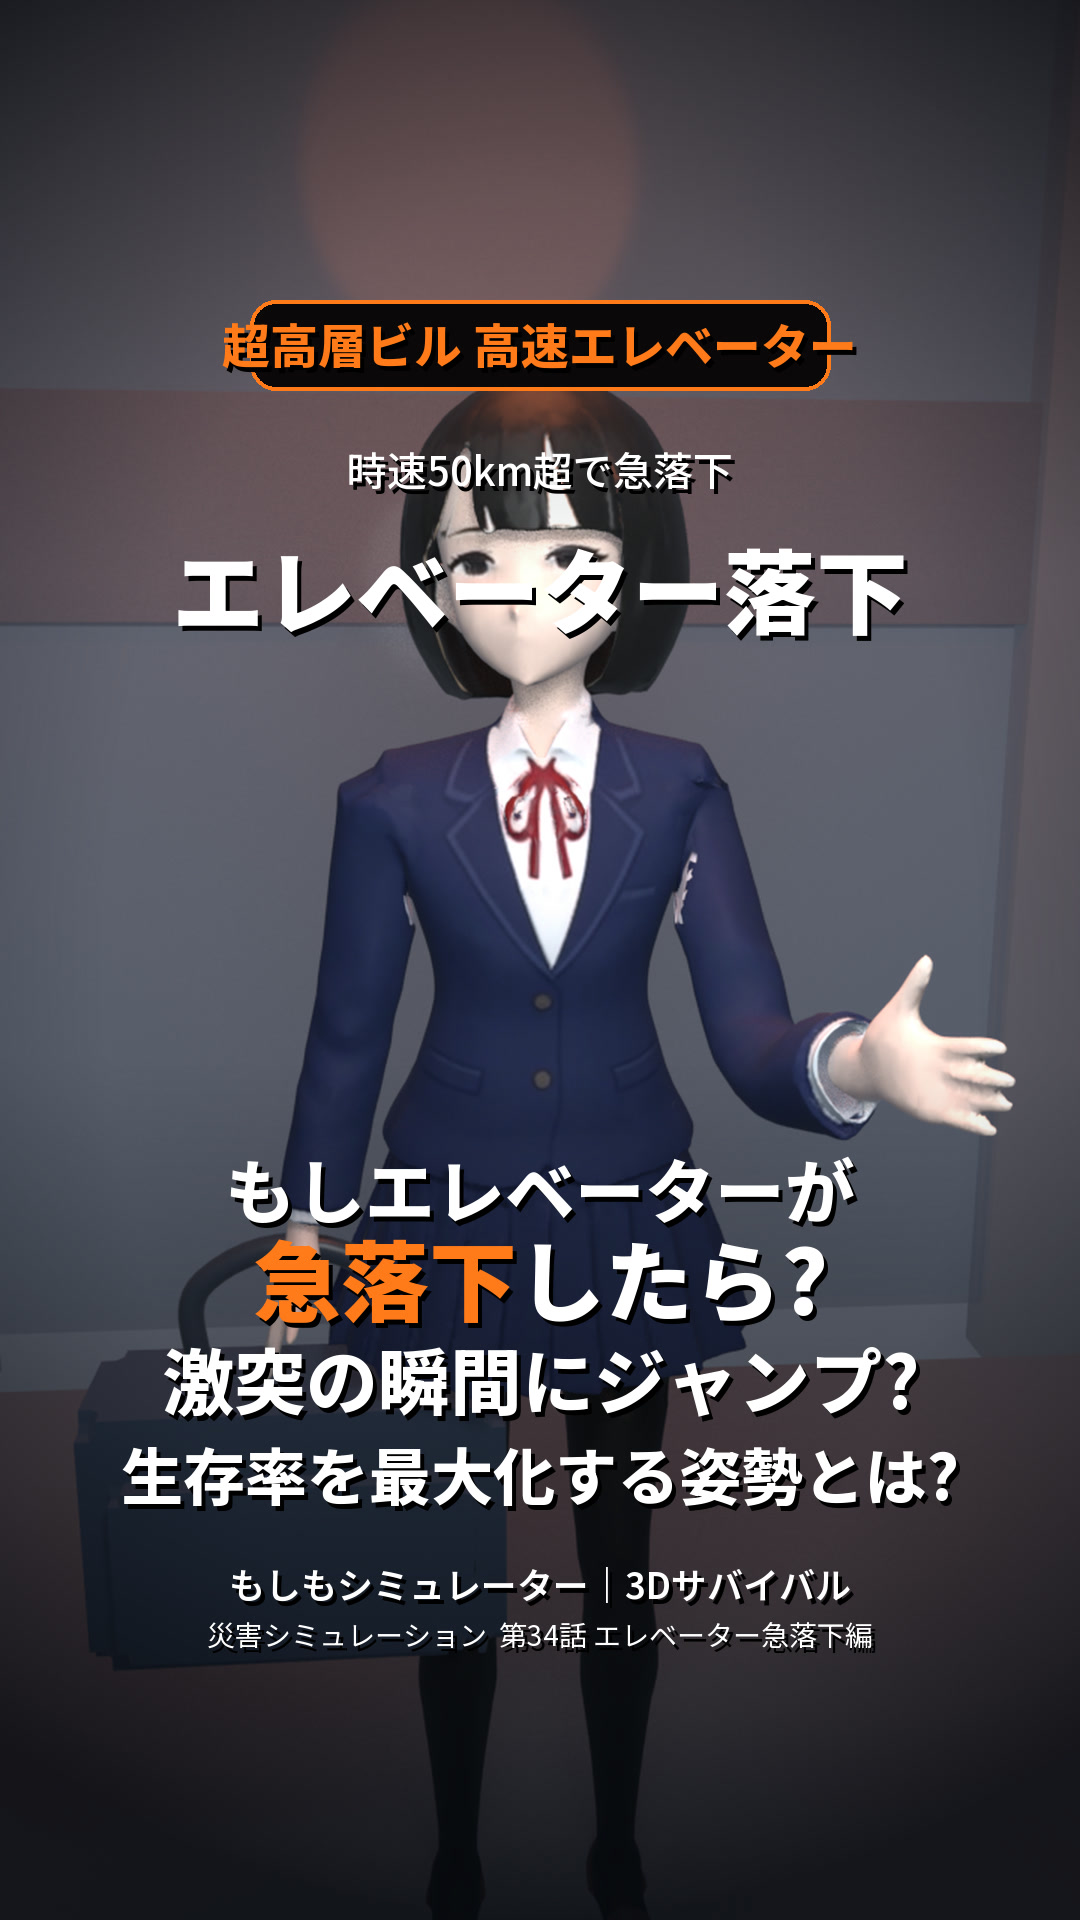 超高層ビル 高速エレベーター
時速50km超で急落下
エレベーター落下
もしエレベーターが
急落下したら?
激突の瞬間にジャンプ?
生存率を最大化する姿勢とは?
もしもシミュレーター｜3Dサバイバル
災害シミュレーション 第34話 エレベーター急落下編